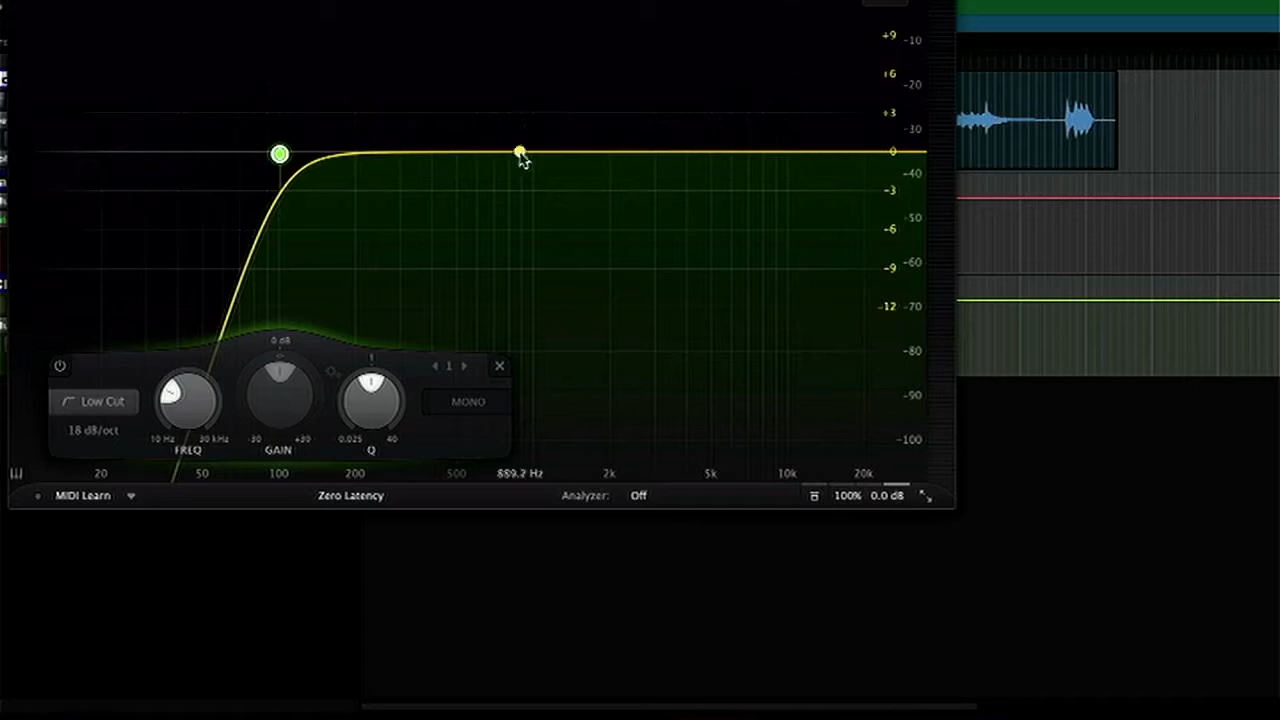 +9 -10
+6
-20
+3
-30
0
-40
-3
-50
-6
-60
-9
-12 -70
-80
-90
-100
0 dB
1
1
Low Cut
MONO
18 dB/oct
10 Hz 30 kHz -30 +30 0.025 40
FREQ GAIN Q
20 50 100 200 500 889.2 Hz 2k 5k 10k 20k
MIDI Learn Zero Latency Analyzer: Off 100% 0.0 dB